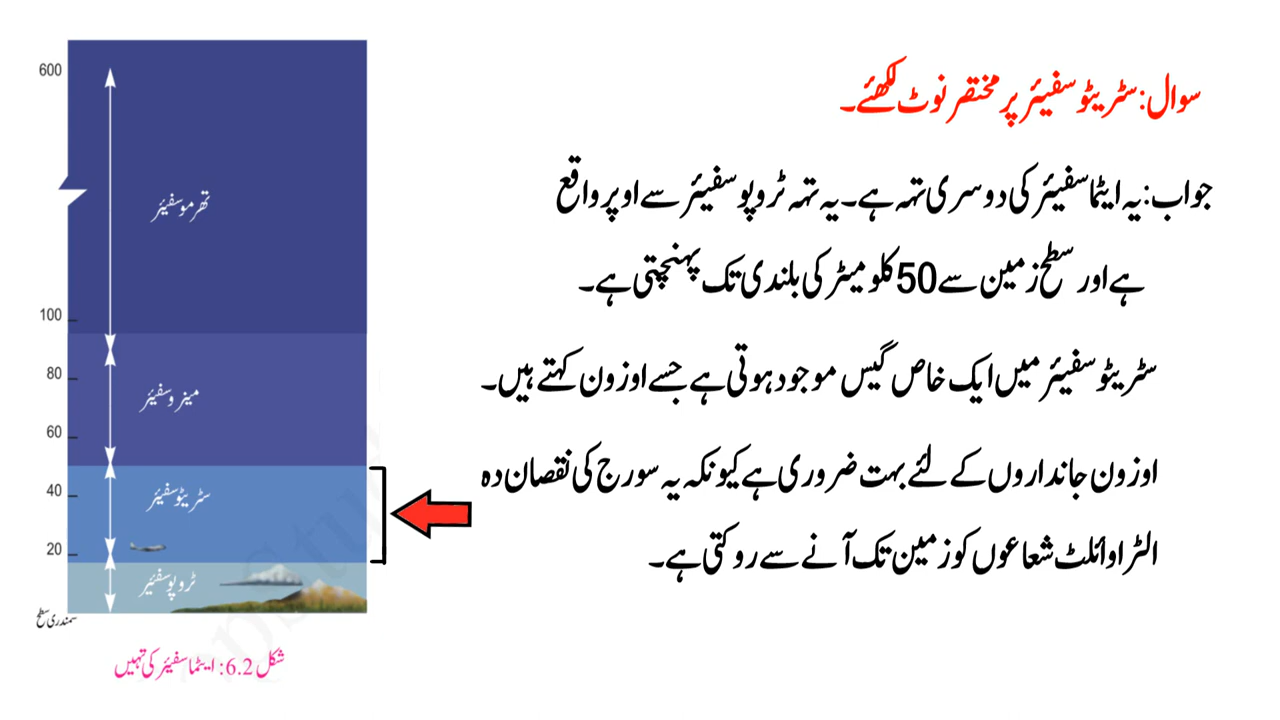 سوال: سٹریٹوسفیئر پر مختصر نوٹ لکھئے۔
جواب: یہ ایٹماسفیئر کی دوسری تہہ ہے۔ یہ تہہ ٹروپوسفیئر سے اوپر واقع
ہے اور سطح زمین سے 50 کلومیٹر کی بلندی تک پہنچتی ہے۔
سٹریٹوسفیئر میں ایک خاص گیس موجود ہوتی ہے جسے اوزون کہتے ہیں۔
اوزون جانداروں کے لئے بہت ضروری ہے کیونکہ یہ سورج کی نقصان دہ
الٹراوائلٹ شعاعوں کو زمین تک آنے سے روکتی ہے۔
600
تھرموسفیئر
100
80
میزوسفیئر
60
40
سٹریٹوسفیئر
20
ٹروپوسفیئر
سمندری سطح
شکل 6.2: ایٹماسفیئر کی تہیں